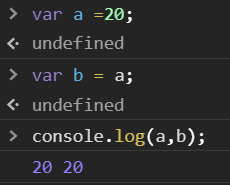 > var a =20;
<· undefined
> var b = a;
<· undefined
> console.log(a,b);
20 20